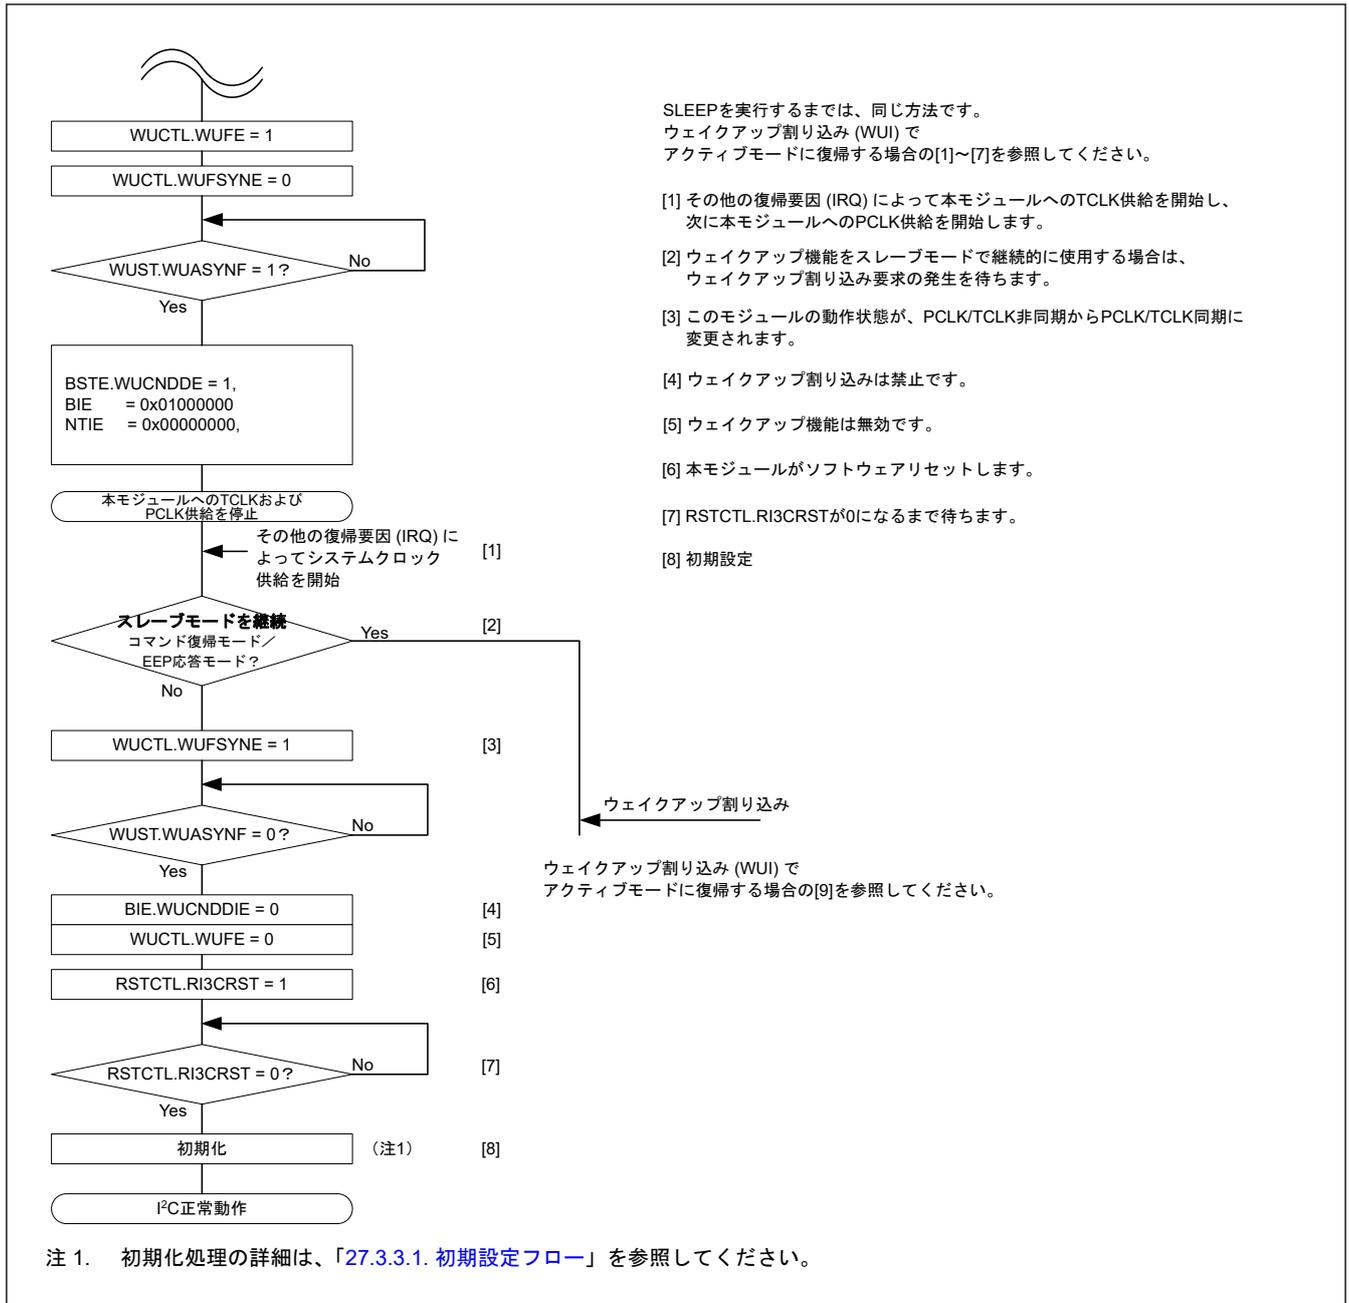 WUCTL.WUFE = 1
WUCTL.WUFSYNE = 0
WUST.WUASYNF = 1?
No
Yes
BSTE.WUCNDDE = 1,
BIE = 0x01000000
NTIE = 0x00000000,
本モジュールへのTCLKおよび
PCLK供給を停止
その他の復帰要因 (IRQ) に
よってシステムクロック
供給を開始
[1]
スレーブモードを継続
コマンド復帰モード/
EEP応答モード?
Yes
[2]
No
WUCTL.WUFSYNE = 1
[3]
ウェイクアップ割り込み
WUST.WUASYNF = 0?
No
Yes
ウェイクアップ割り込み (WUI) で
アクティブモードに復帰する場合の[9]を参照してください。
BIE.WUCNDDIE = 0
[4]
WUCTL.WUFE = 0
[5]
RSTCTL.RI3CRST = 1
[6]
RSTCTL.RI3CRST = 0?
No
[7]
Yes
初期化
(注1)
[8]
I²C正常動作
SLEEPを実行するまでは、同じ方法です。
ウェイクアップ割り込み (WUI) で
アクティブモードに復帰する場合の[1]~[7]を参照してください。
[1] その他の復帰要因 (IRQ) によって本モジュールへのTCLK供給を開始し、
次に本モジュールへのPCLK供給を開始します。
[2] ウェイクアップ機能をスレーブモードで継続的に使用する場合は、
ウェイクアップ割り込み要求の発生を待ちます。
[3] このモジュールの動作状態が、PCLK/TCLK非同期からPCLK/TCLK同期に
変更されます。
[4] ウェイクアップ割り込みは禁止です。
[5] ウェイクアップ機能は無効です。
[6] 本モジュールがソフトウェアリセットします。
[7] RSTCTL.RI3CRSTが0になるまで待ちます。
[8] 初期設定
注 1. 初期化処理の詳細は、「27.3.3.1. 初期設定フロー」を参照してください。